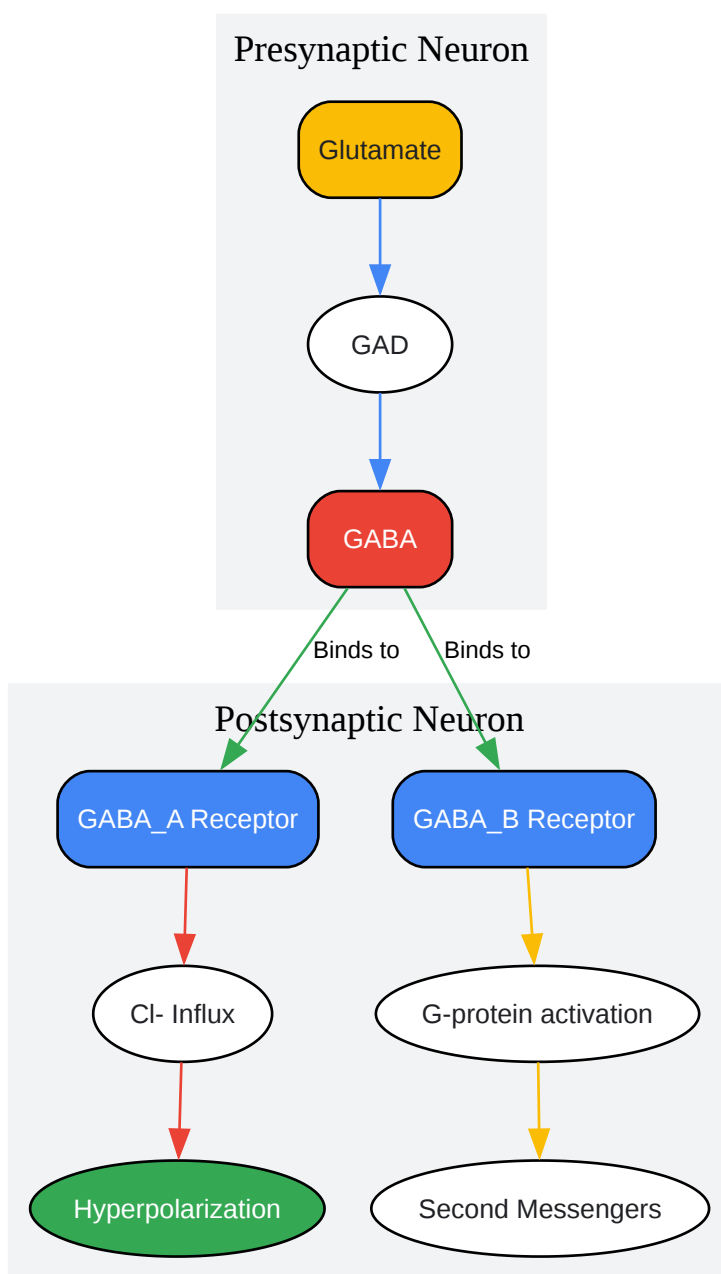 Presynaptic Neuron
Glutamate
GAD
GABA
Binds to
Binds to
Postsynaptic Neuron
GABA_A Receptor
GABA_B Receptor
Cl- Influx
G-protein activation
Hyperpolarization
Second Messengers